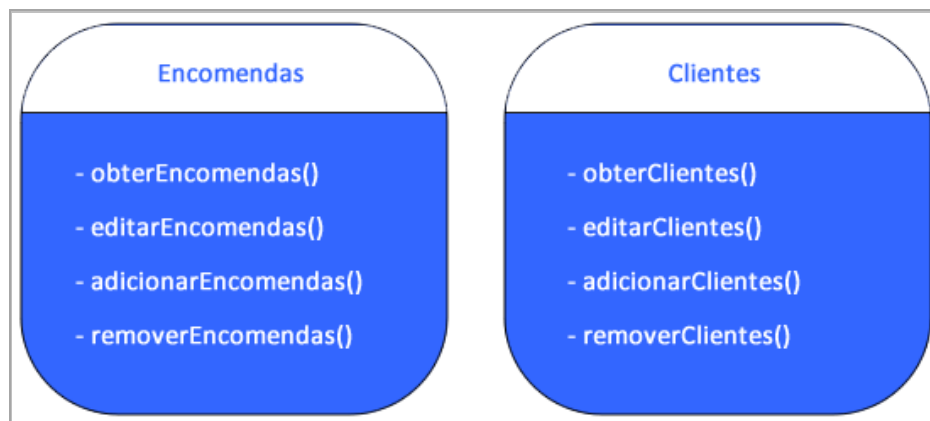 Encomendas
- obterEncomendas()
- editarEncomendas()
- adicionarEncomendas()
- removerEncomendas()
Clientes
- obterClientes()
- editarClientes()
- adicionarClientes()
- removerClientes()